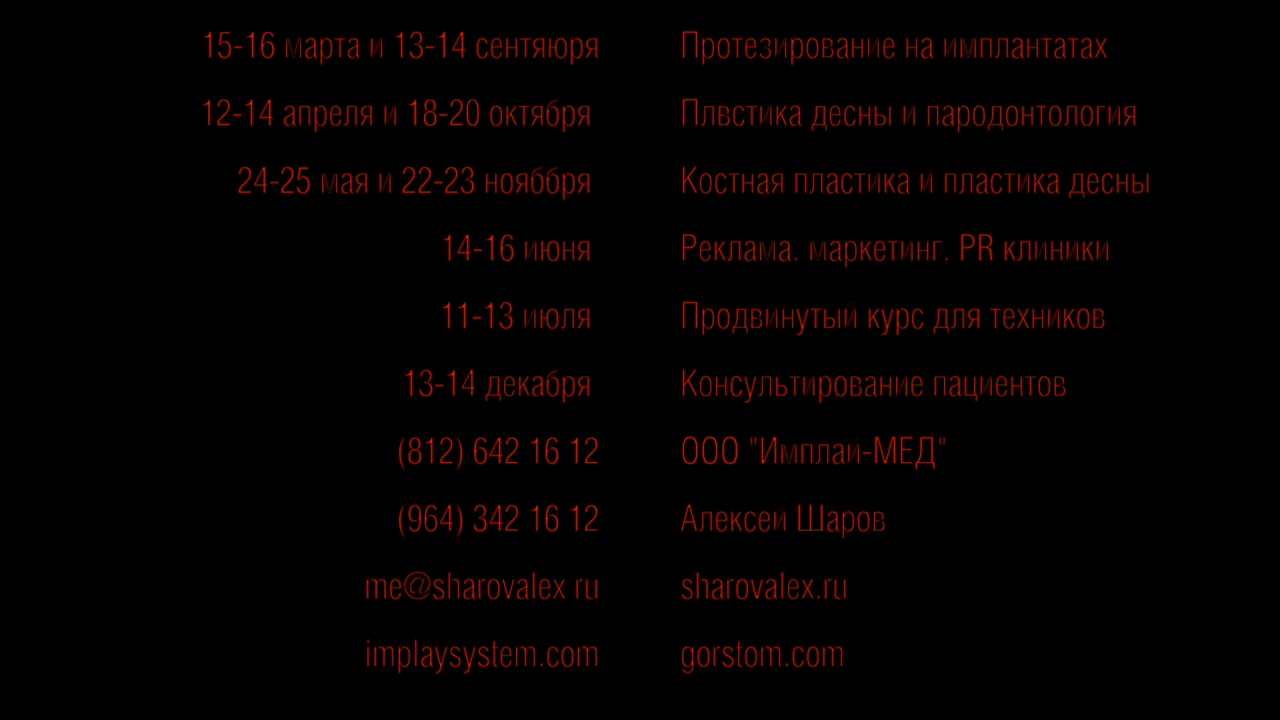 15-16 марта и 13-14 сентяюря Протезирование на имплантатах
12-14 апреля и 18-20 октября Плвстика десны и пародонтология
24-25 мая и 22-23 нояббря Костная пластика и пластика десны
14-16 июня Реклама. маркетинг. PR клиники
11-13 июля Продвинутый курс для техников
13-14 декабря Консультирование пациентов
(812) 642 16 12 ООО "Имплай-МЕД"
(964) 342 16 12 Алексей Шаров
me@sharovalex ru sharovalex.ru
implaysystem.com gorstom.com